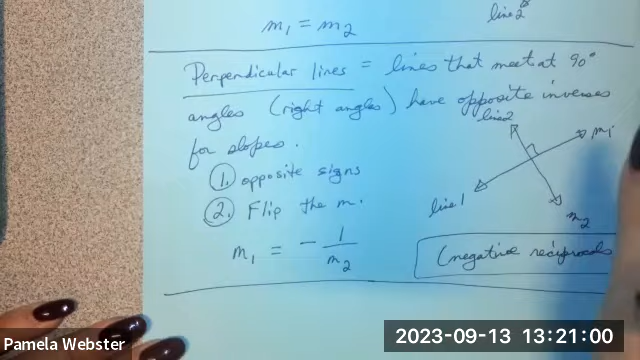 m₁ = m₂
line 2
Perpendicular lines = lines that meet at 90°
angles (right angles) have opposite inverses
for slopes.
line 2
m₁
① opposite signs
② Flip the m.
line 1
m₂
m₁ = - 1/m₂
(negative reciprocals
Pamela Webster
2023-09-13 13:21:00